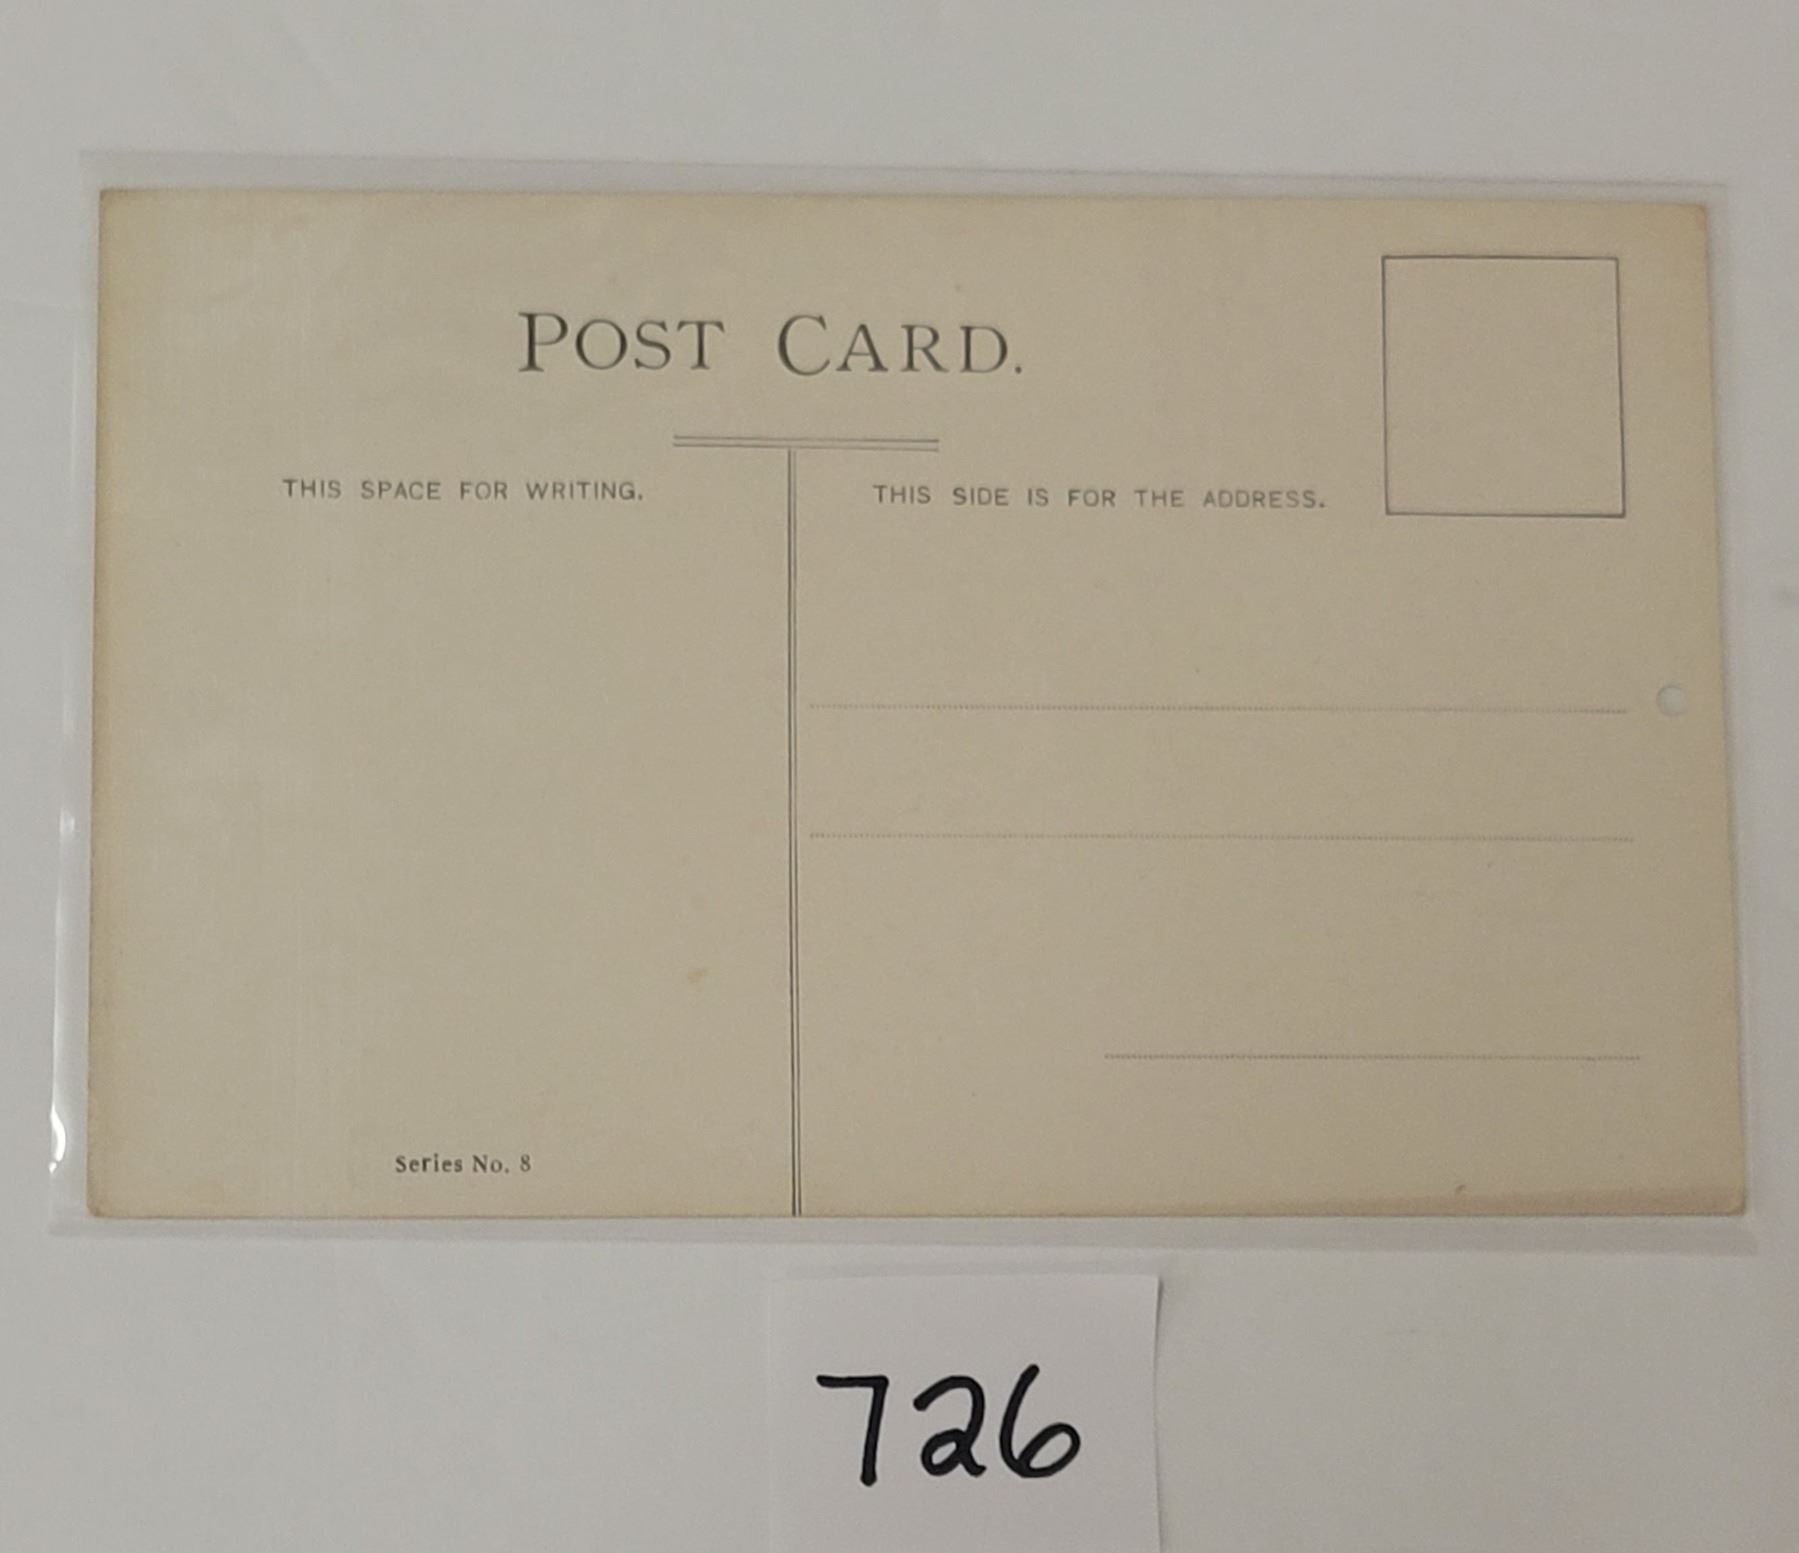 POST CARD.
THIS SPACE FOR WRITING.
THIS SIDE IS FOR THE ADDRESS.
Series No. 8
726